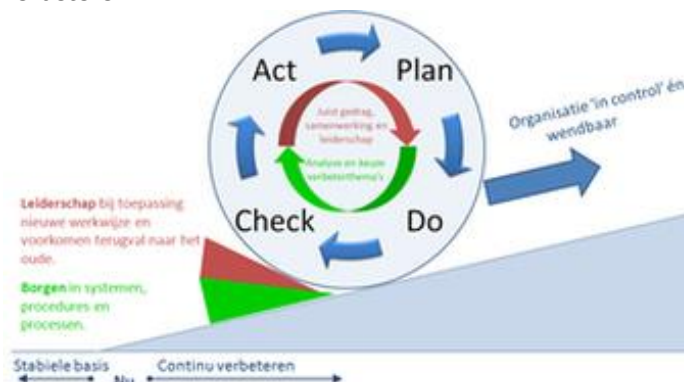 Act
Plan
Juist gedrag,
samenwerking en
leiderschap
Analyse en keuze
verbeterthema's
Check
Do
Organisatie 'in control' én
wendbaar
Leiderschap bij toepassing
nieuwe werkwijze en
voorkomen terugval naar het
oude.
Borgen in systemen,
procedures en
processen.
Stabiele basis
Nu
Continu verbeteren